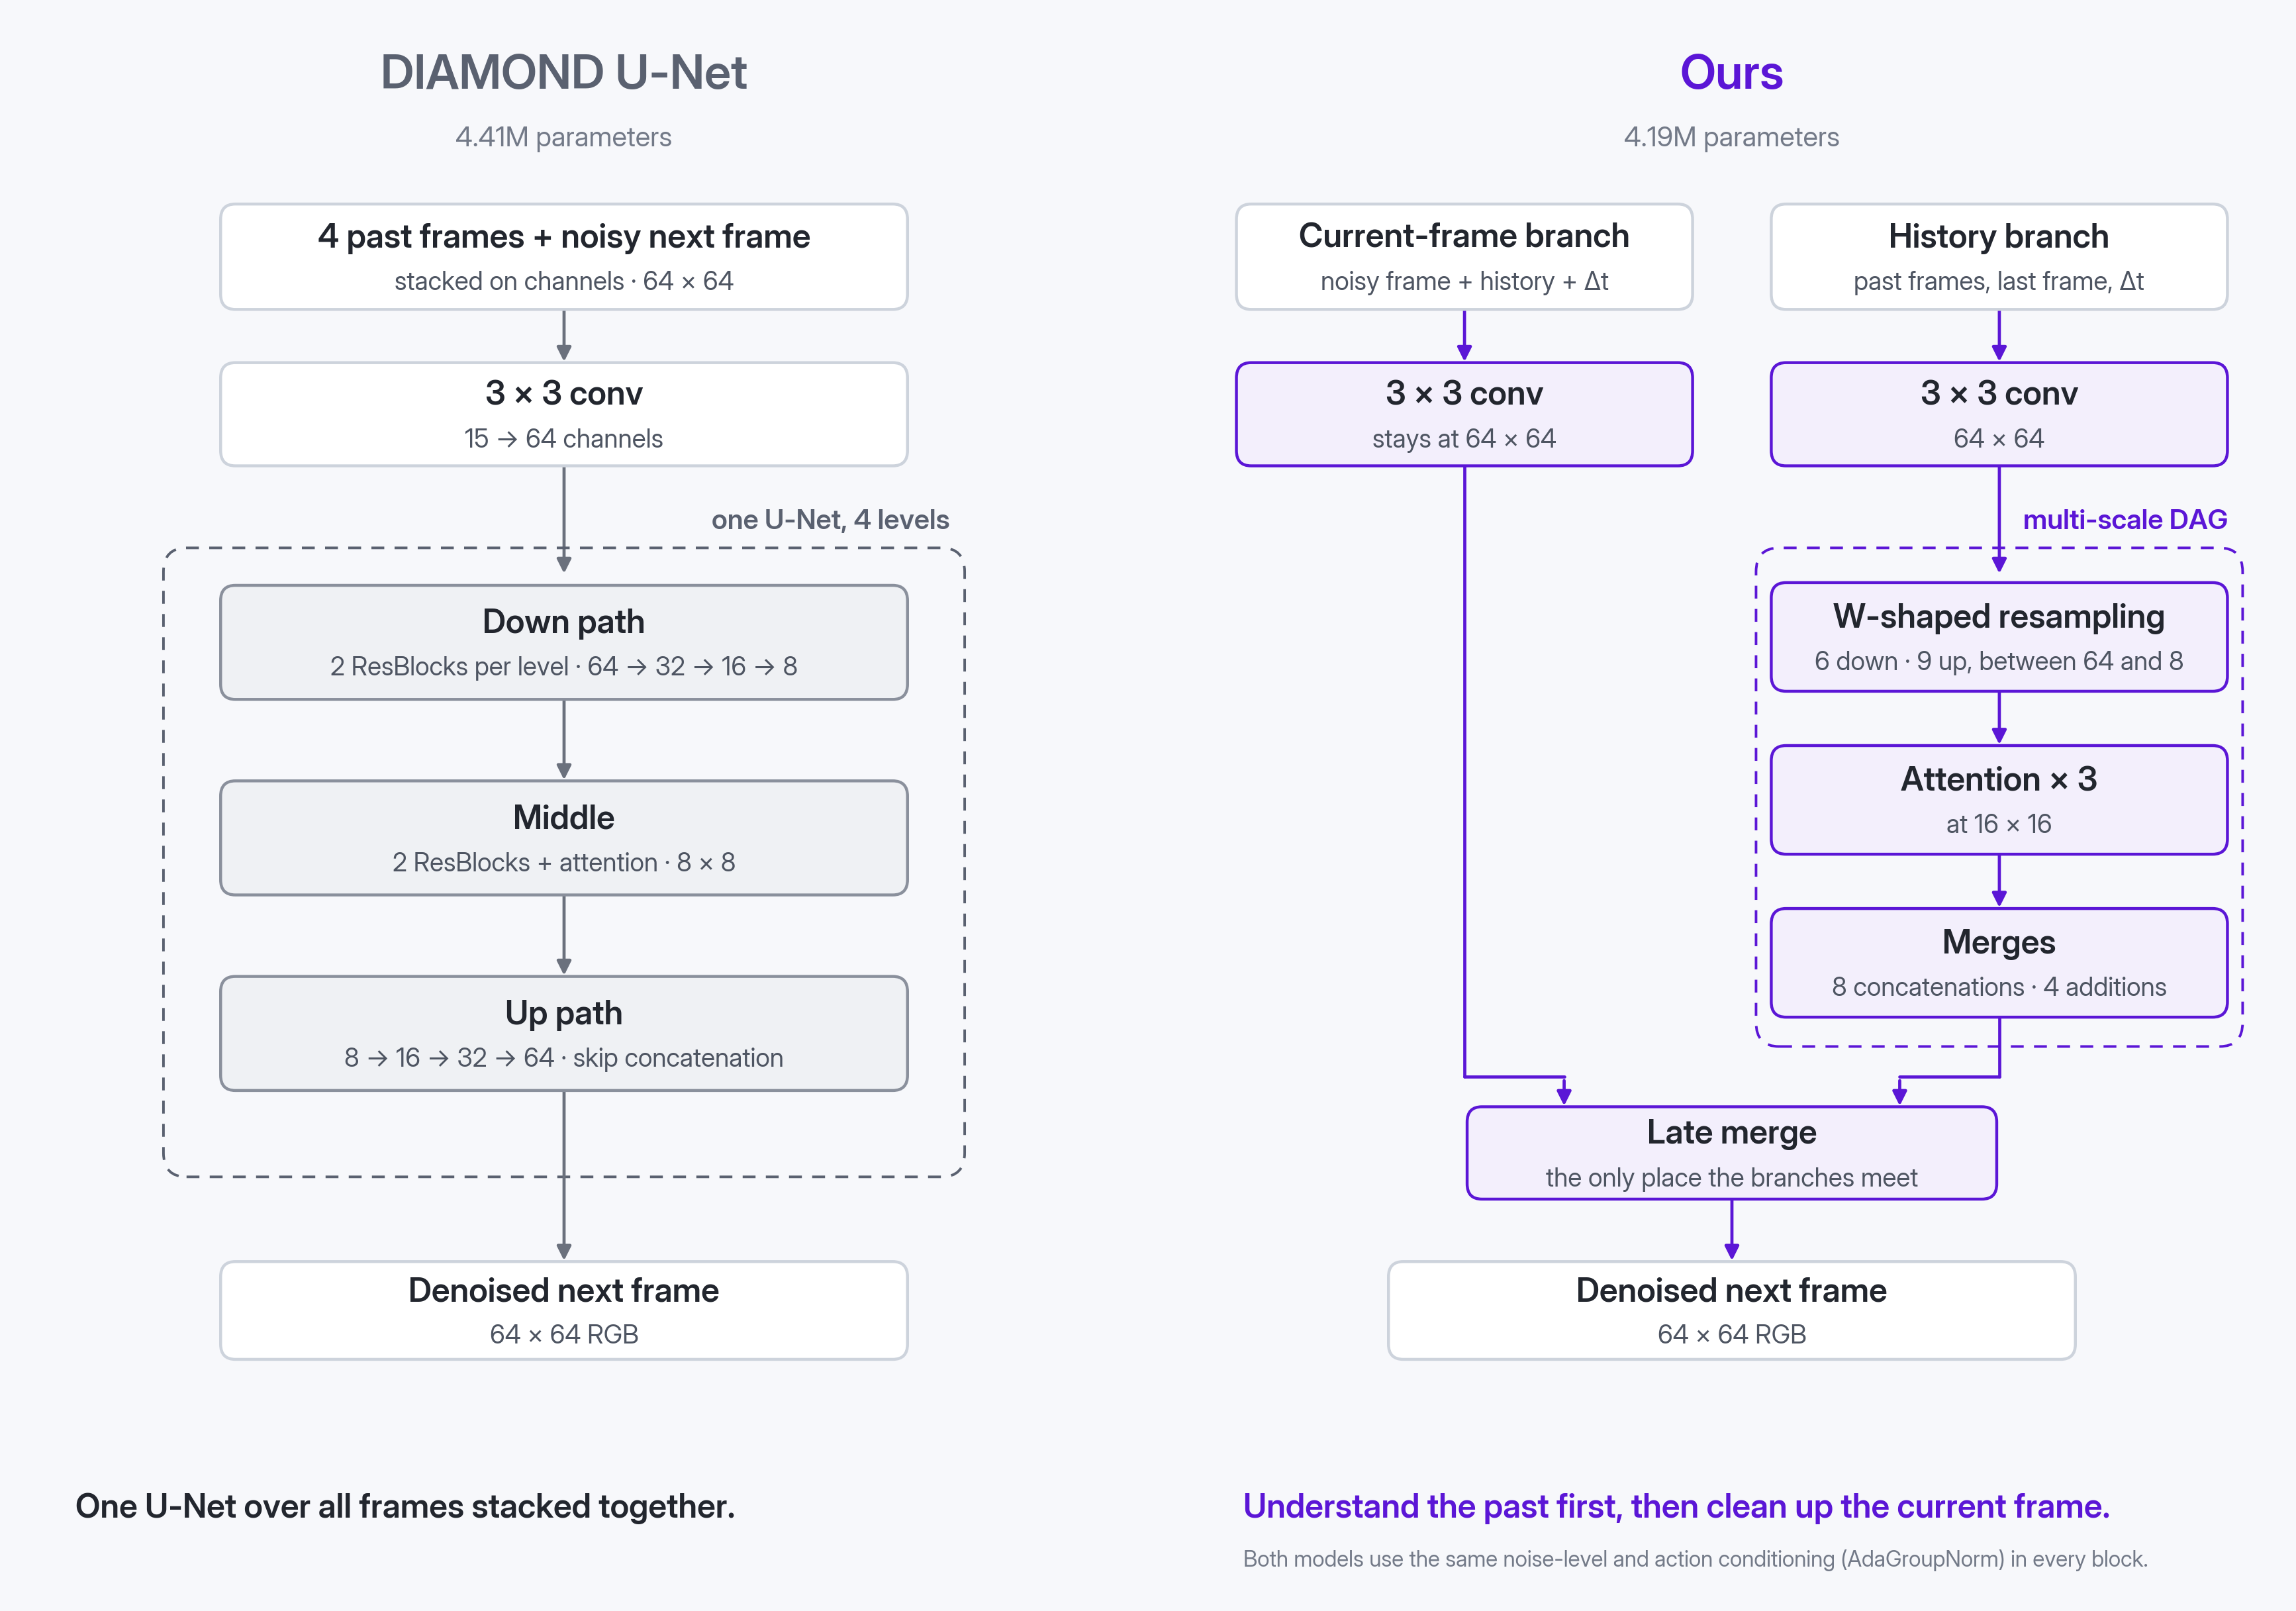 DIAMOND U-Net
4.41M parameters
4 past frames + noisy next frame
stacked on channels · 64 × 64
3 × 3 conv
15 → 64 channels
one U-Net, 4 levels
Down path
2 ResBlocks per level · 64 → 32 → 16 → 8
Middle
2 ResBlocks + attention · 8 × 8
Up path
8 → 16 → 32 → 64 · skip concatenation
Denoised next frame
64 × 64 RGB
One U-Net over all frames stacked together.
Ours
4.19M parameters
Current-frame branch
noisy frame + history + Δt
3 × 3 conv
stays at 64 × 64
History branch
past frames, last frame, Δt
3 × 3 conv
64 × 64
multi-scale DAG
W-shaped resampling
6 down · 9 up, between 64 and 8
Attention × 3
at 16 × 16
Merges
8 concatenations · 4 additions
Late merge
the only place the branches meet
Denoised next frame
64 × 64 RGB
Understand the past first, then clean up the current frame.
Both models use the same noise-level and action conditioning (AdaGroupNorm) in every block.